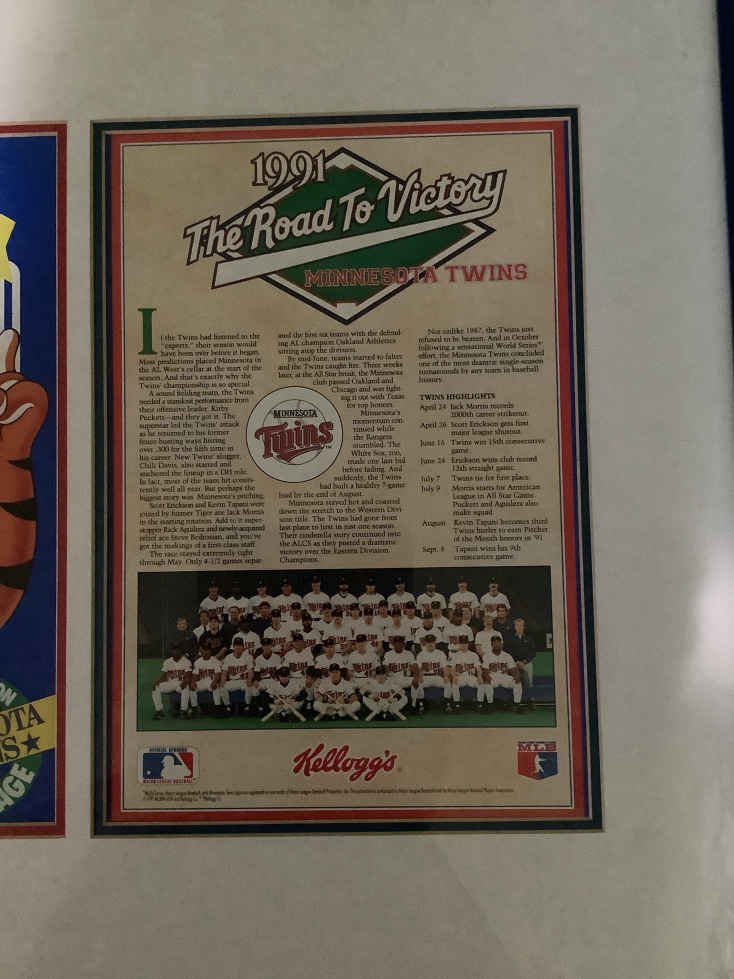 1991
The Road To Victory
MINNESOTA TWINS
If the Twins had listened to the
"experts," their season would
have been over before it began.
Most predictions placed Minnesota in
the AL West's cellar at the start of the
season. And that's exactly why the
Twins' championship is so special.
A sound fielding team, the Twins
needed a standout performance from
their offensive leader, Kirby
Puckett—and they got it. The
superstar led the Twins' attack
as he returned to his former
fence busting ways hitting
over .300 for the fifth time in
his career. New Twins' slugger,
Chili Davis, also starred and
anchored the lineup in a DH role.
In fact, most of the team hit consis-
tently well all year. But perhaps the
biggest story was Minnesota's pitching.
Scott Erickson and Kevin Tapani were
joined by former Tiger ace Jack Morris
in the starting rotation. Add to it super-
stopper Rick Aguilera and newly-acquired
relief ace Steve Bedrosian, and you've
got the makings of a first-class staff.
The race stayed extremely tight
through May. Only 4-1/2 games separ-
ated the first six teams with the defend-
ing AL champion Oakland Athletics
sitting atop the division.
By mid-June, teams started to falter
and the Twins caught fire. Three weeks
later, at the All Star break, the Minnesota
club passed Oakland and
Chicago and was fight-
ing it out with Texas
for top honors.
Minnesota's
momentum con-
tinued while
the Rangers
stumbled. The
White Sox, too,
made one last bid
before fading. And
suddenly, the Twins
had built a healthy 7-game
lead by the end of August.
Minnesota stayed hot and coasted
down the stretch to the Western Divi-
sion title. The Twins had gone from
last place to first in just one season.
Their cinderella story continued into
the ALCS as they posted a dramatic
victory over the Eastern Division
Champions.
MINNESOTA
Twins
TM
Not unlike 1987, the Twins just
refused to be beaten. And in October
following a sensational World Series
effort, the Minnesota Twins concluded
one of the most dramatic single-season
turnarounds by any team in baseball
history.
TWINS HIGHLIGHTS
April 24 Jack Morris records
2000th career strikeout.
April 26 Scott Erickson gets first
major league shutout.
June 16 Twins win 15th consecutive
game.
June 24 Erickson wins club record
12th straight game.
July 7 Twins tie for first place.
July 9 Morris starts for American
League in All Star Game.
Puckett and Aguilera also
make squad.
August Kevin Tapani becomes third
Twins hurler to earn Pitcher
of the Month honors in '91.
Sept. 6 Tapani wins his 9th
consecutive game.
OFFICIAL SPONSOR
MAJOR LEAGUE BASEBALL
Kellogg's
MLB
ON
OTA
NS★
AGE